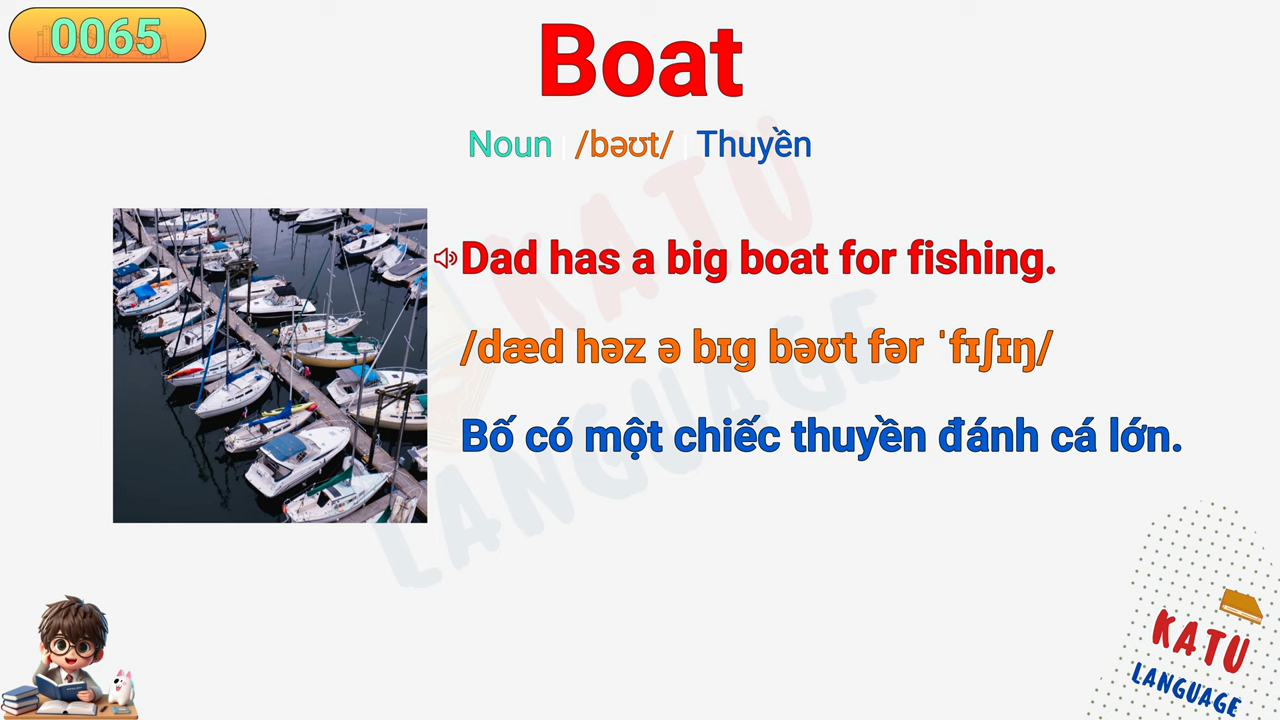 0065
Boat
Noun | /bəʊt/ | Thuyền
Dad has a big boat for fishing.
/dæd həz ə bɪg bəʊt fər ˈfɪʃɪŋ/
Bố có một chiếc thuyền đánh cá lớn.
KATU
LANGUAGE
KATU
LANGUAGE